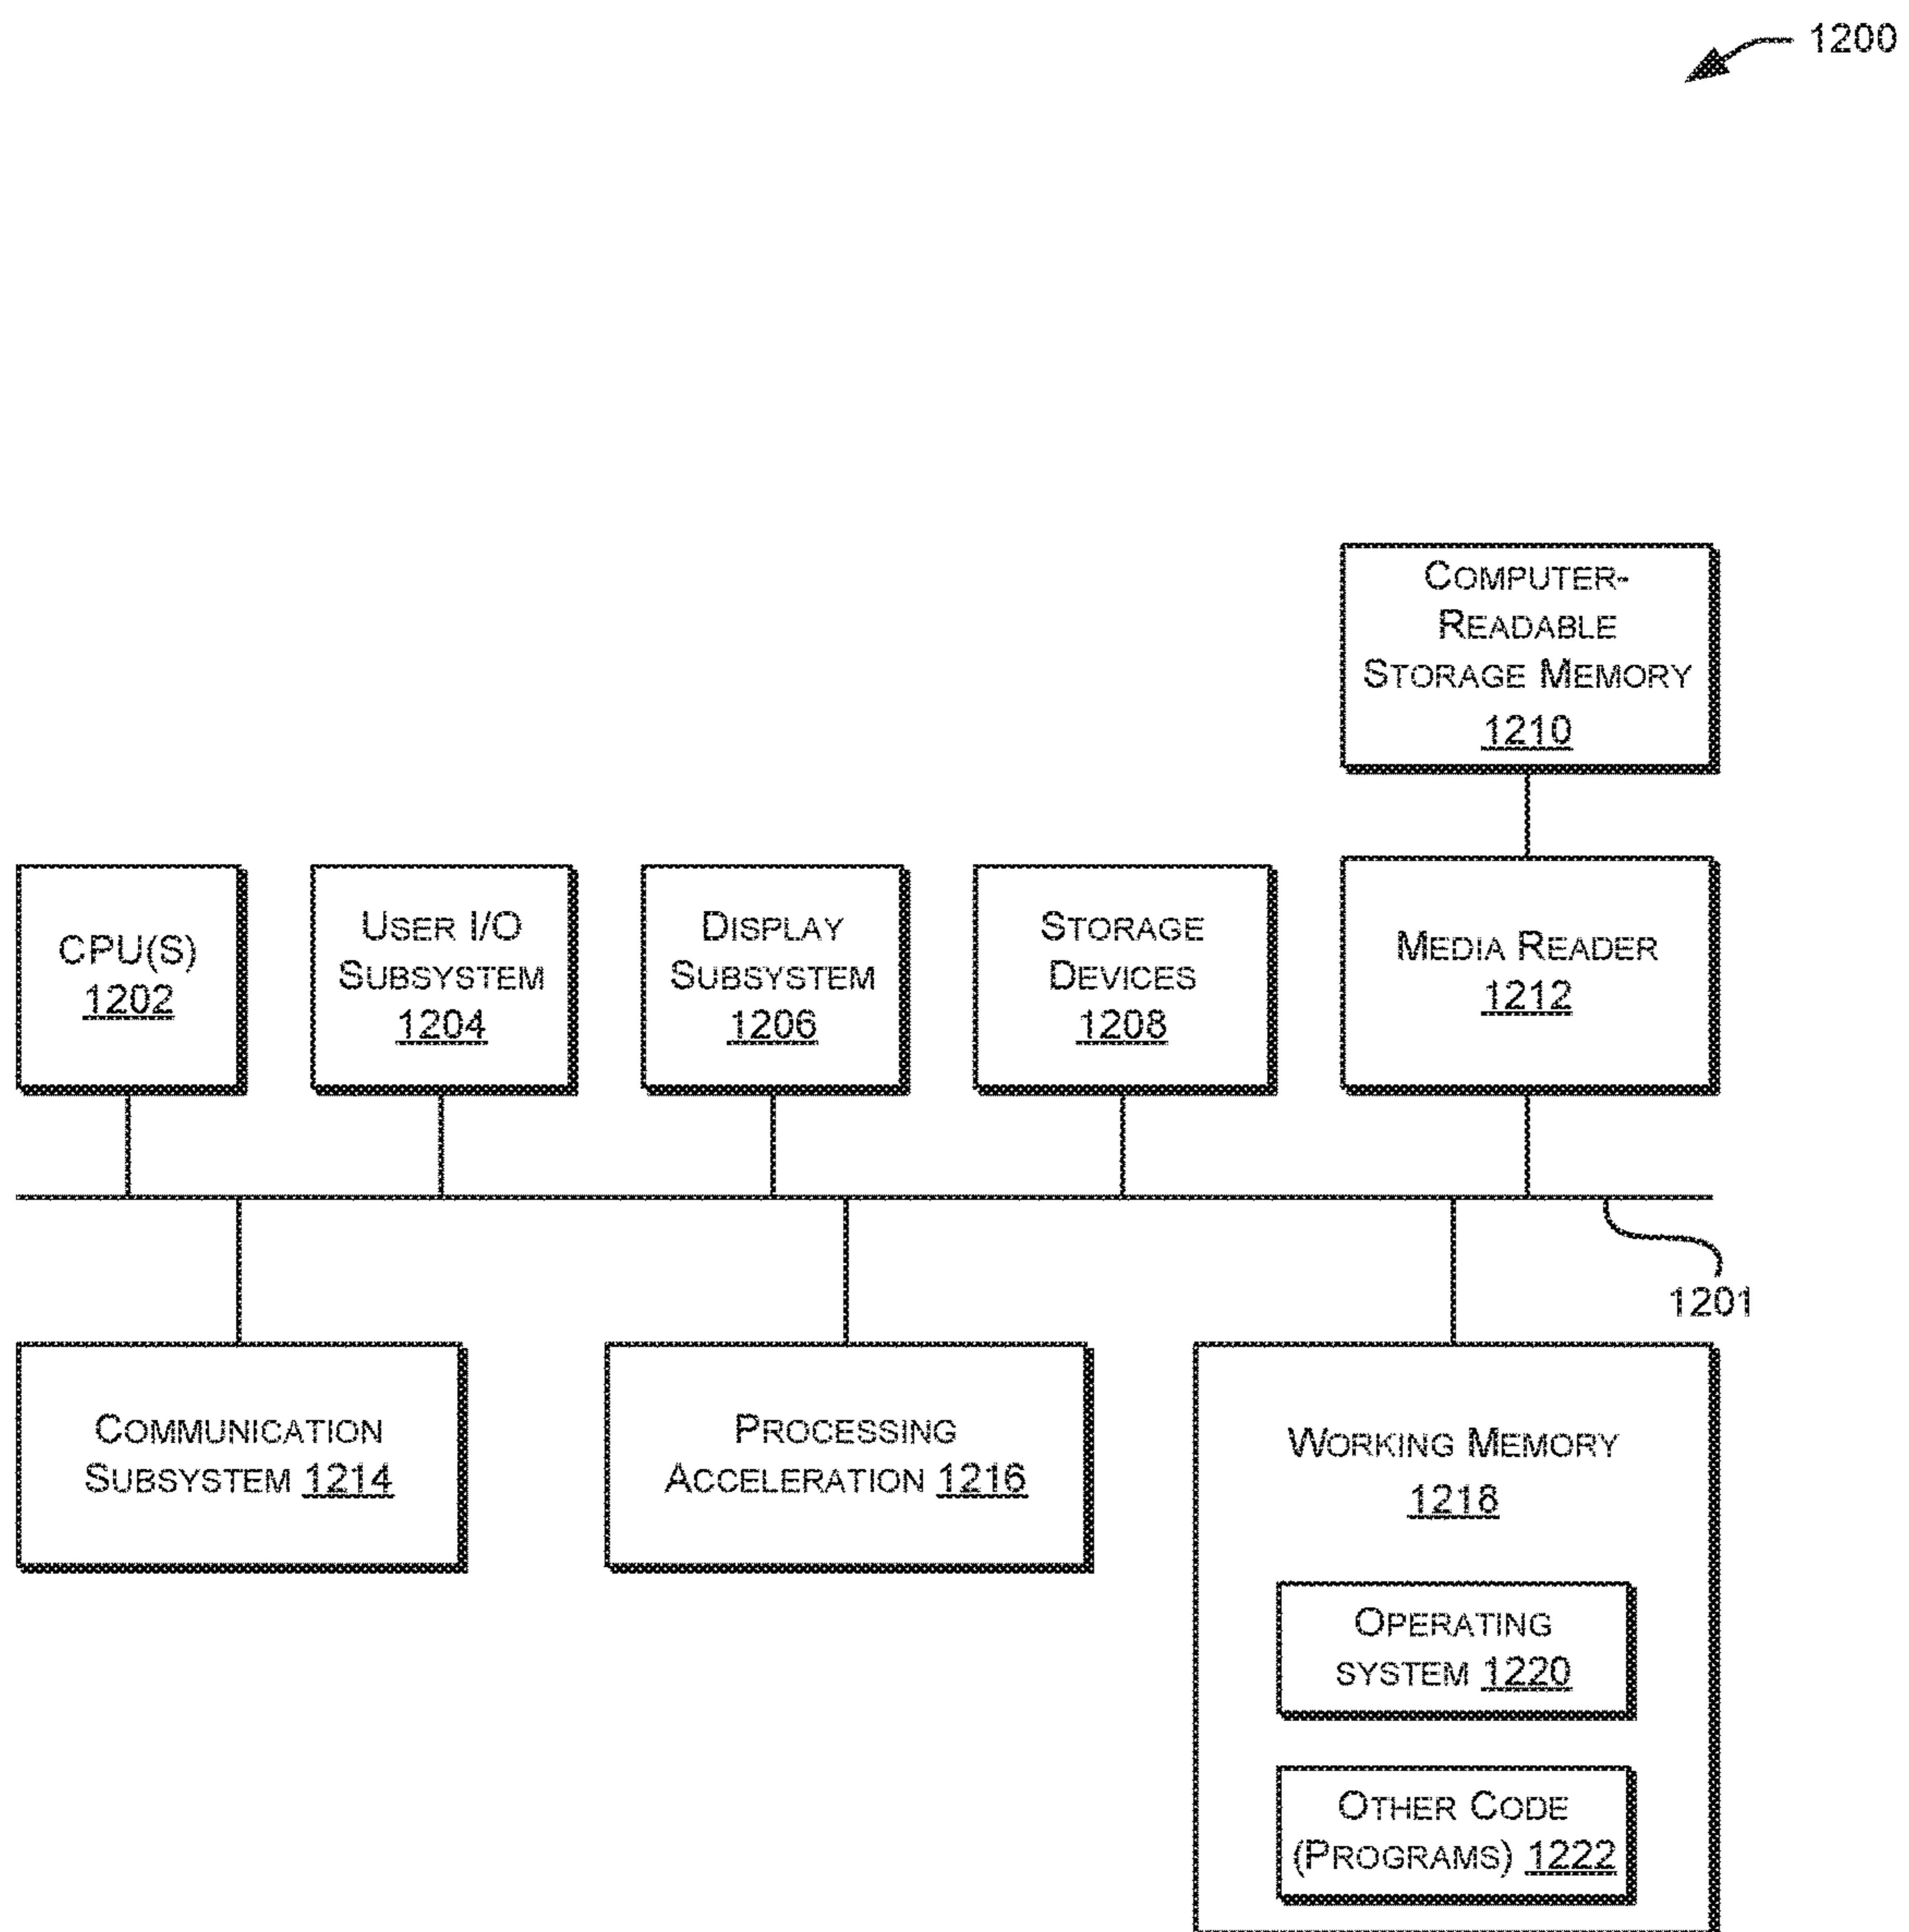 1200
COMPUTER-
READABLE
STORAGE MEMORY
1210
CPU(S)
1202
USER I/O
SUBSYSTEM
1204
DISPLAY
SUBSYSTEM
1206
STORAGE
DEVICES
1208
MEDIA READER
1212
1201
COMMUNICATION
SUBSYSTEM 1214
PROCESSING
ACCELERATION 1216
WORKING MEMORY
1218
OPERATING
SYSTEM 1220
OTHER CODE
(PROGRAMS) 1222